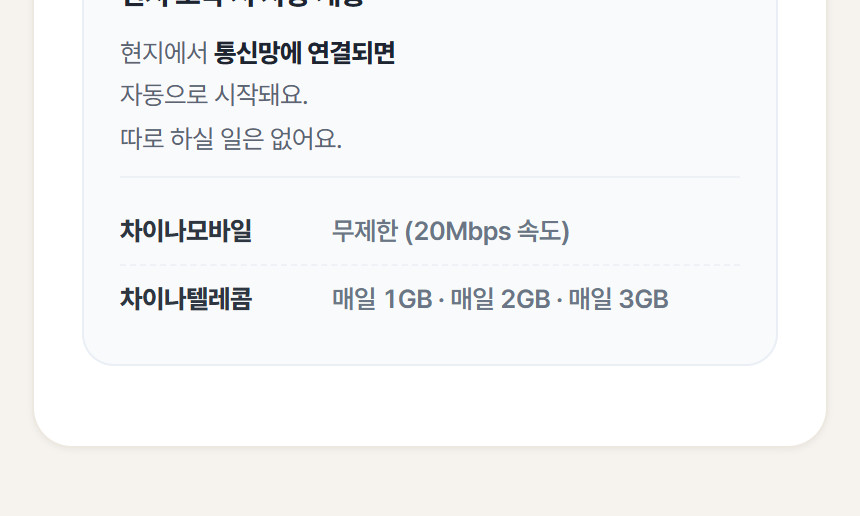 현지에서 통신망에 연결되면
자동으로 시작돼요.
따로 하실 일은 없어요.
차이나모바일 무제한 (20Mbps 속도)
차이나텔레콤 매일 1GB · 매일 2GB · 매일 3GB